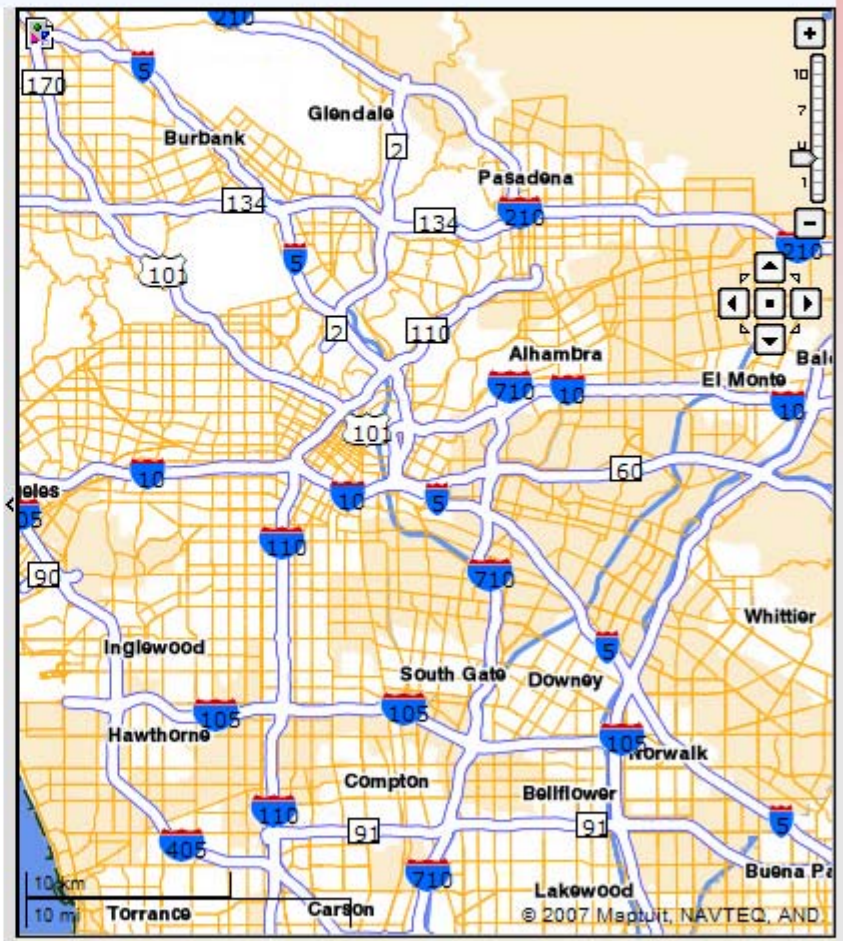 210
+
5
10
170
7
Glendale
Burbank
2
1
Pasadena
134
210
134
-
210
5
101
2
110
Alhambra
El Monte
710
10
10
101
60
10
10
5
110
90
710
Whittier
Inglewood
5
South Gate
Downey
105
105
105
Hawthorne
Norwalk
Compton
Bellflower
110
91
91
5
405
710
10 km
Lakewood
10 mi
Torrance
Carson
© 2007 Maptuit, NAVTEQ, AND